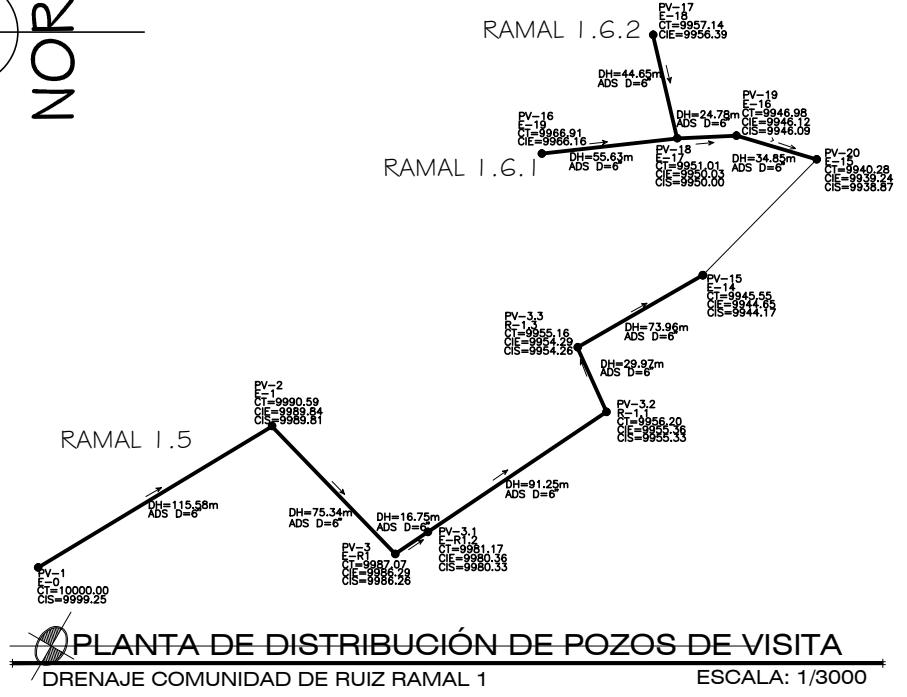 NOR
RAMAL 1.6.2
PV-17
E-18
CT=9957.14
CIE=9956.39
DH=44.65m
ADS D=6"
PV-16
E-19
CT=9966.91
CIE=9966.16
RAMAL 1.6.1
DH=55.63m
ADS D=6"
DH=24.78m
ADS D=6"
PV-18
E-17
CT=9951.01
CIE=9950.03
CIS=9950.00
PV-19
E-16
CT=9946.98
CIE=9946.12
CIS=9946.09
DH=34.85m
ADS D=6"
PV-20
E-15
CT=9940.28
CIE=9939.24
CIS=9938.87
PV-15
E-14
CT=9945.55
CIE=9944.65
CIS=9944.17
PV-3.3
R-1.3
CT=9955.16
CIE=9954.29
CIS=9954.26
DH=73.96m
ADS D=6"
DH=29.97m
ADS D=6"
PV-3.2
R-1.1
CT=9956.20
CIE=9955.36
CIS=9955.33
PV-2
E-1
CT=9990.59
CIE=9989.84
CIS=9989.81
RAMAL 1.5
DH=115.58m
ADS D=6"
DH=75.34m
ADS D=6"
DH=16.75m
ADS D=6"
DH=91.25m
ADS D=6"
PV-3
E-R1
CT=9987.07
CIE=9986.29
CIS=9986.26
PV-3.1
E-R1.2
CT=9981.17
CIE=9980.36
CIS=9980.33
PV-1
E-0
CT=10000.00
CIS=9999.25
PLANTA DE DISTRIBUCIÓN DE POZOS DE VISITA
DRENAJE COMUNIDAD DE RUIZ RAMAL 1
ESCALA: 1/3000